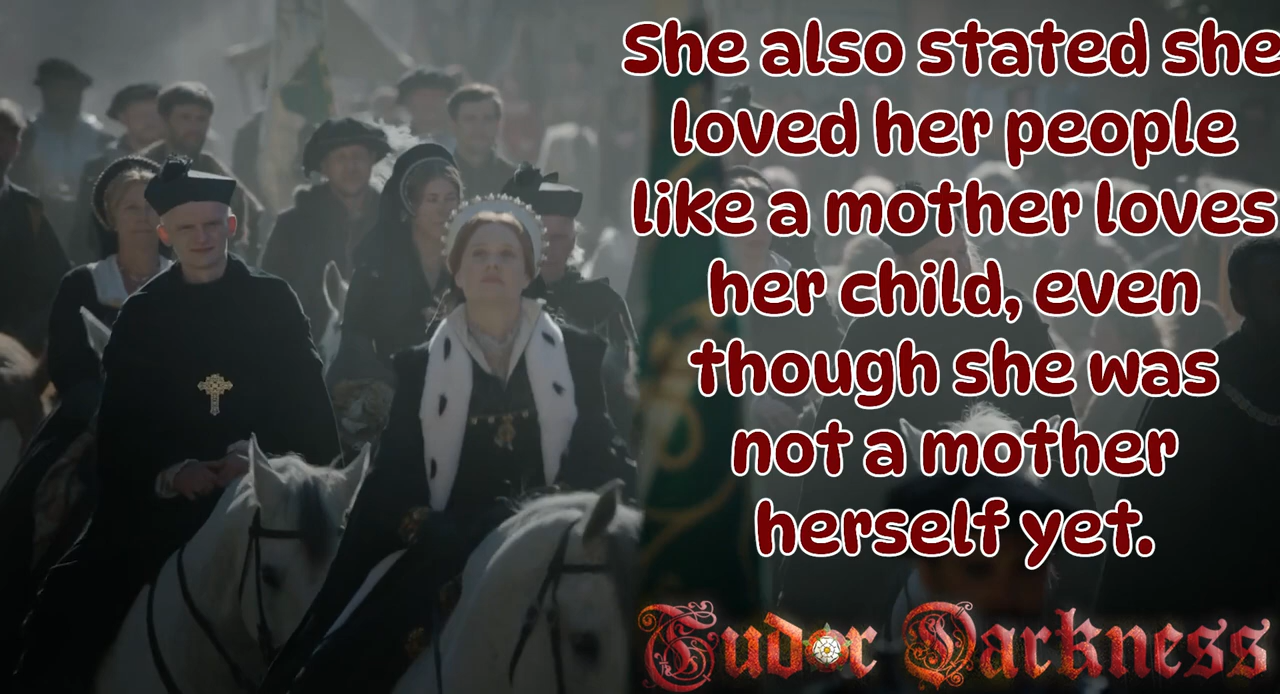 She also stated she
loved her people
like a mother loves
her child, even
though she was
not a mother
herself yet.
Tudor Darkness